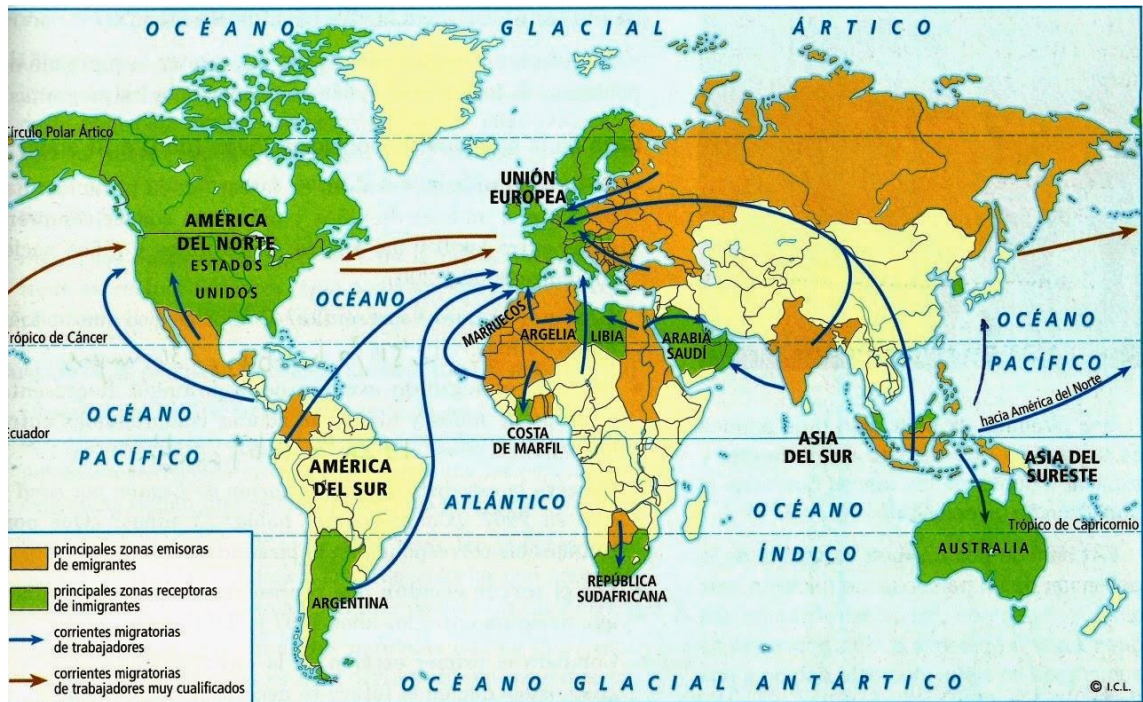 OCÉANO GLACIAL ÁRTICO
Círculo Polar Ártico
UNIÓN
EUROPEA
AMÉRICA
DEL NORTE
ESTADOS
UNIDOS
OCÉANO
MARRUECOS
ARGELIA
LIBIA
ARABIA
SAUDÍ
OCÉANO
PACÍFICO
Trópico de Cáncer
hacia América del Norte
OCÉANO
PACÍFICO
Ecuador
COSTA
DE MARFIL
ASIA
DEL SUR
ASIA DEL
SURESTE
AMÉRICA
DEL SUR
ATLÁNTICO
OCÉANO
ÍNDICO
Trópico de Capricornio
AUSTRALIA
ARGENTINA
REPÚBLICA
SUDAFRICANA
principales zonas emisoras
de emigrantes
principales zonas receptoras
de inmigrantes
corrientes migratorias
de trabajadores
corrientes migratorias
de trabajadores muy cualificados
OCÉANO GLACIAL ANTÁRTICO
© I.C.L.